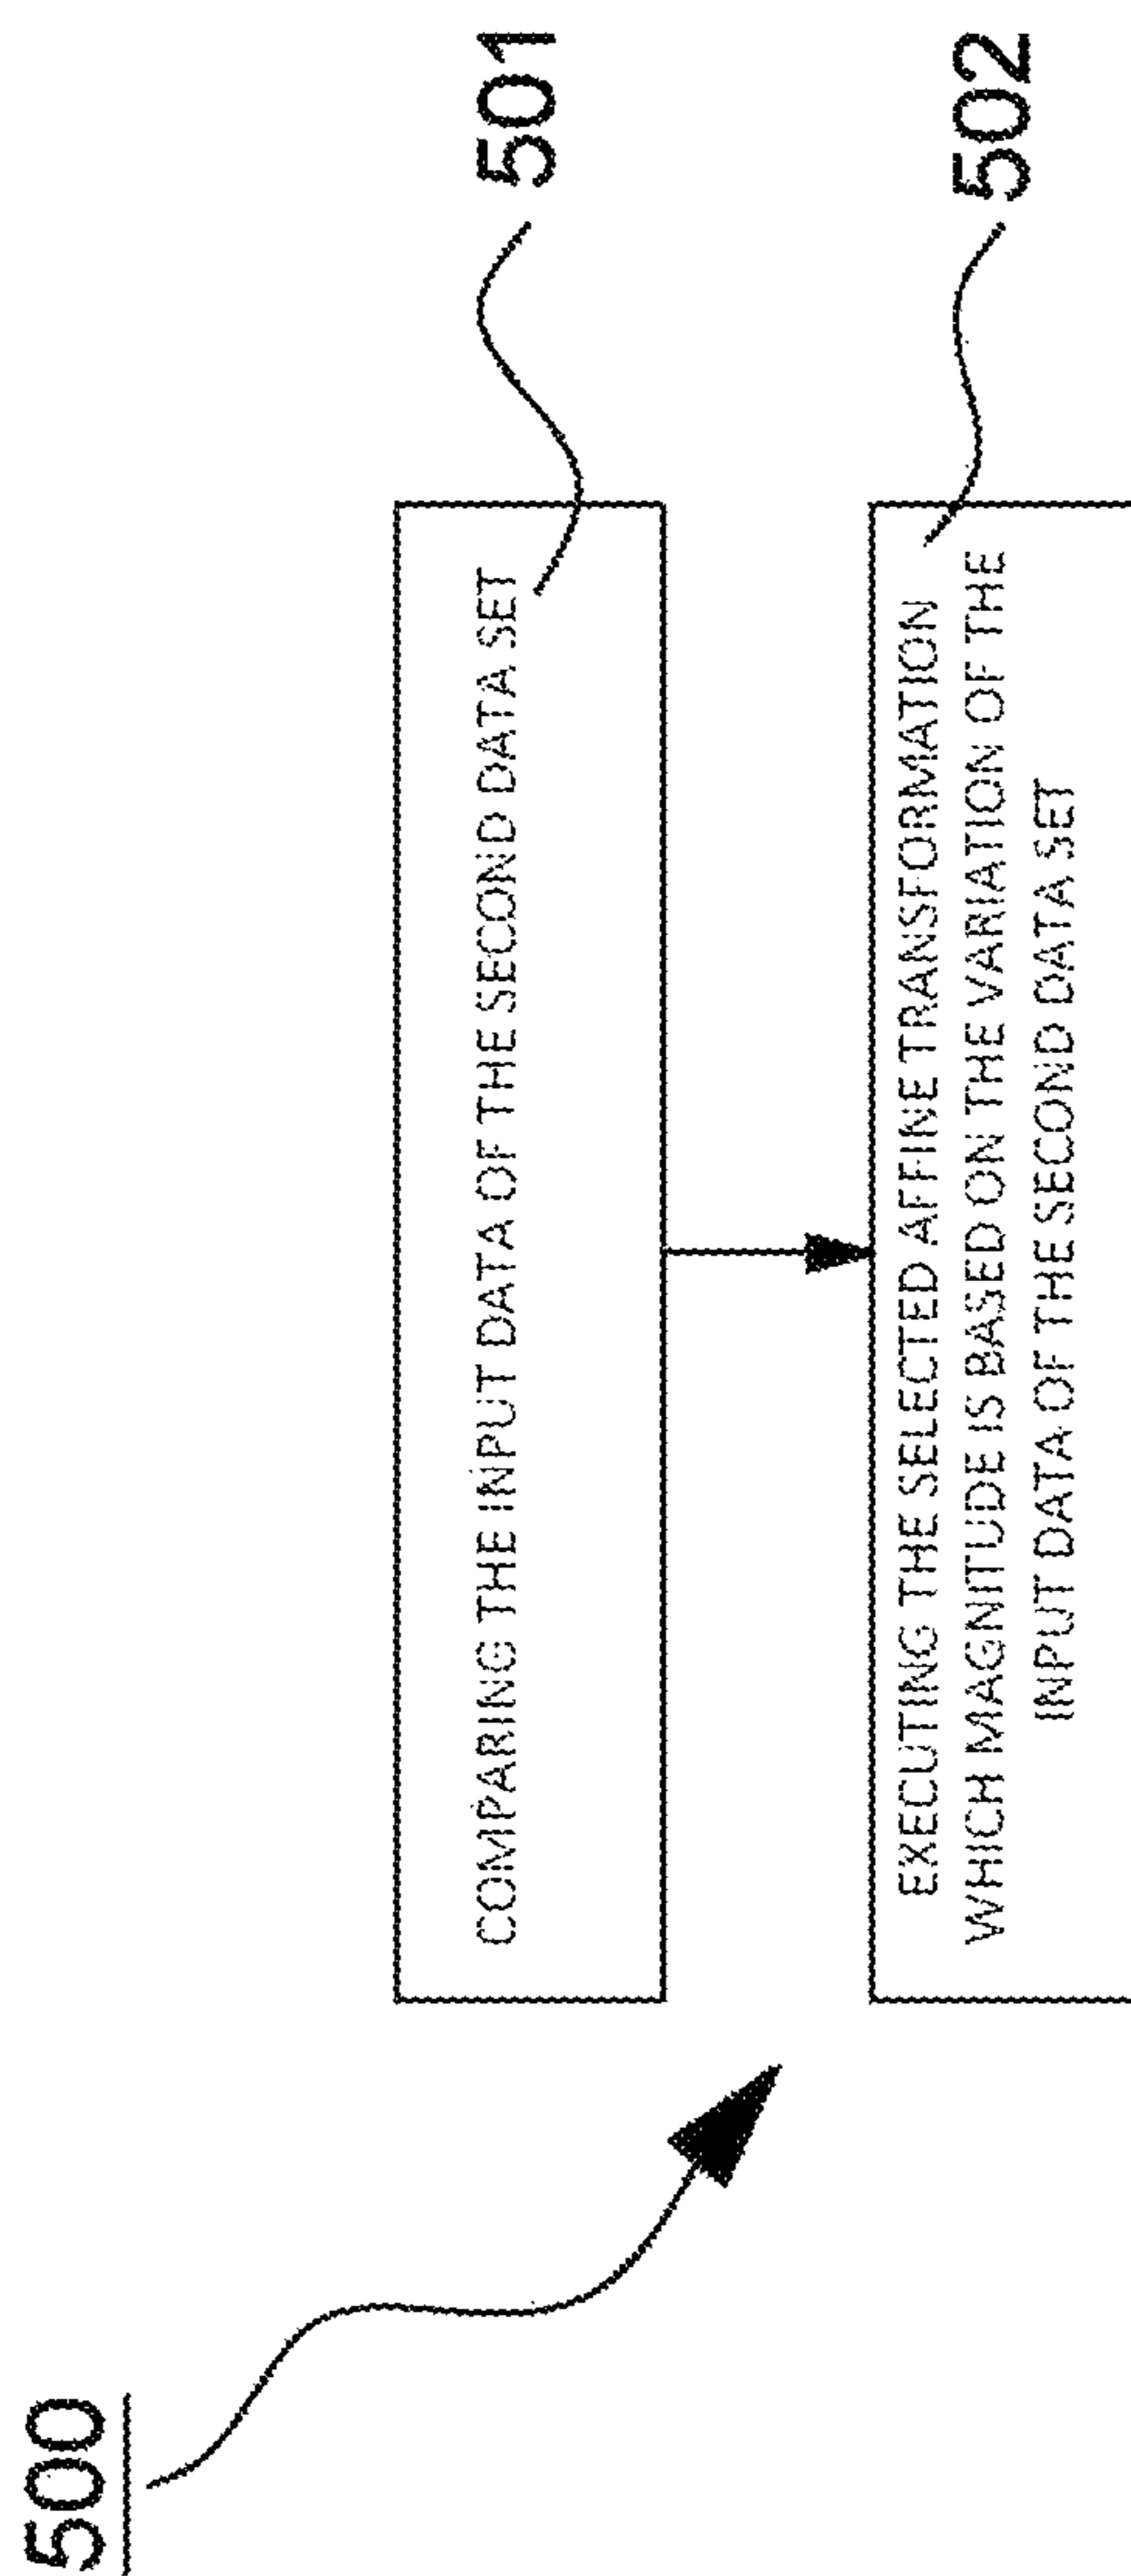 500
COMPARING THE INPUT DATA OF THE SECOND DATA SET
501
EXECUTING THE SELECTED AFFINE TRANSFORMATION
WHICH MAGNITUDE IS BASED ON THE VARIATION OF THE
INPUT DATA OF THE SECOND DATA SET
502